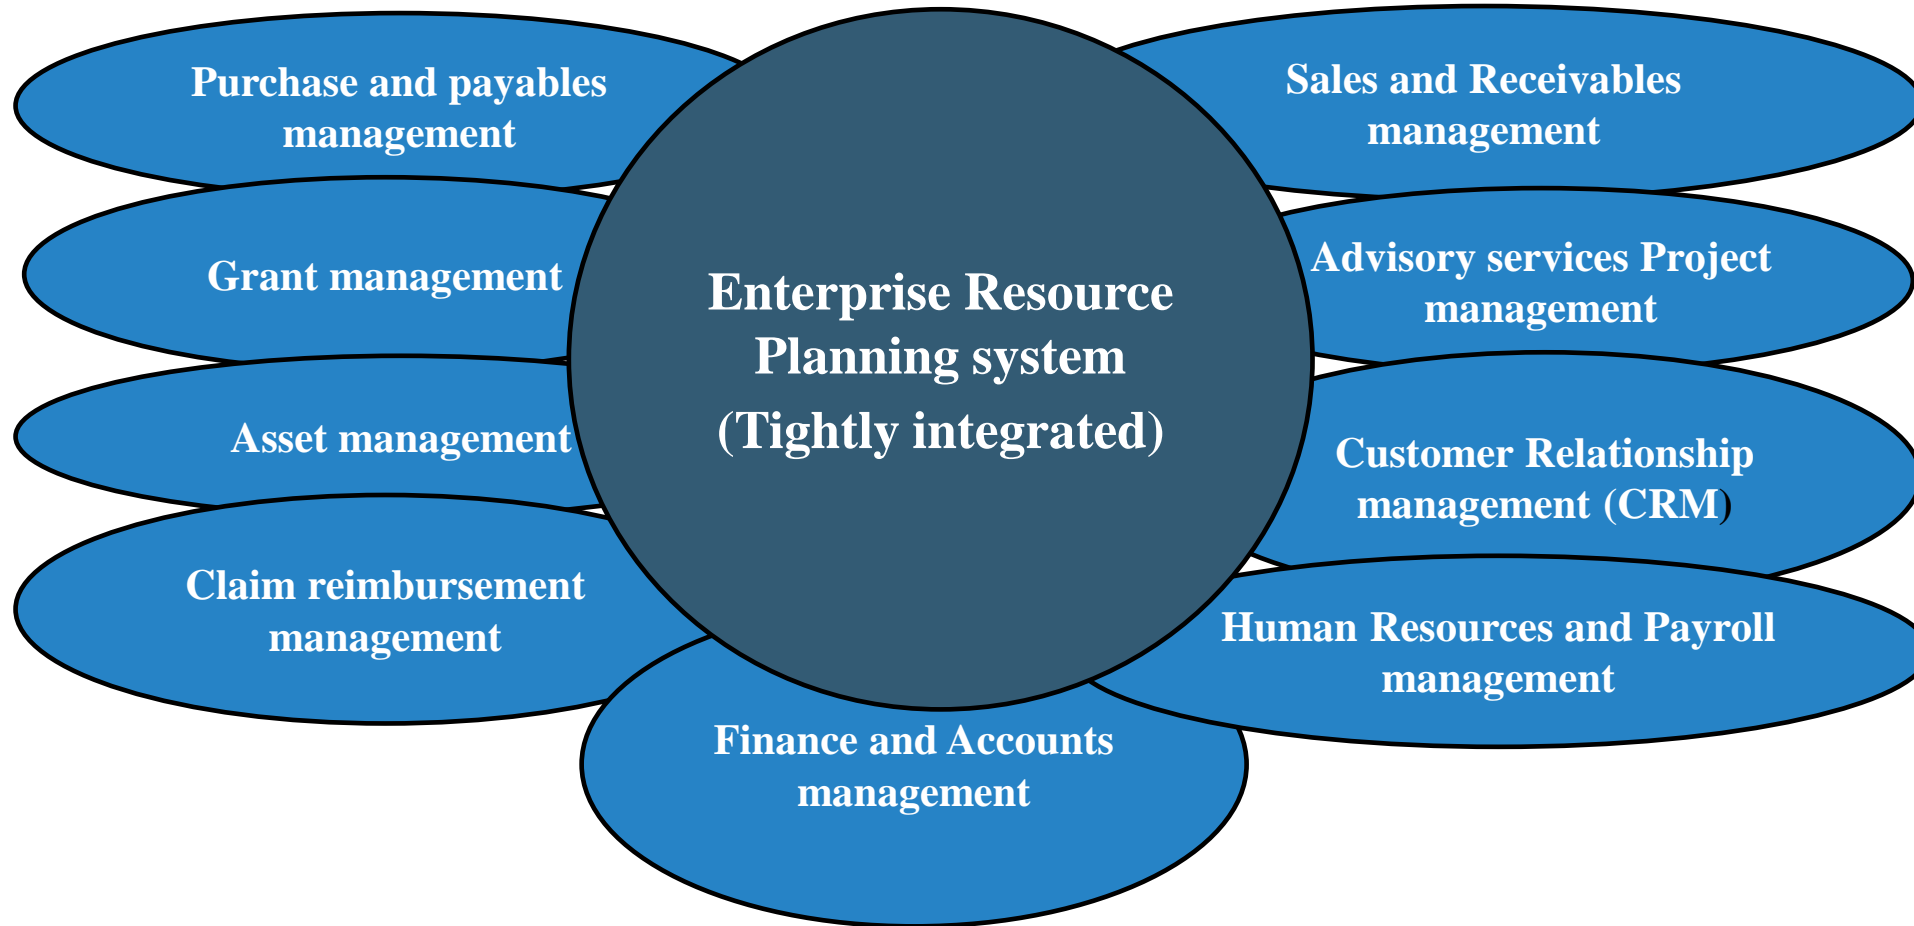 Purchase and payables
management
Grant management
Asset management
Claim reimbursement
management
Enterprise Resource
Planning system
(Tightly integrated)
Finance and Accounts
management
Sales and Receivables
management
Advisory services Project
management
Customer Relationship
management (CRM)
Human Resources and Payroll
management